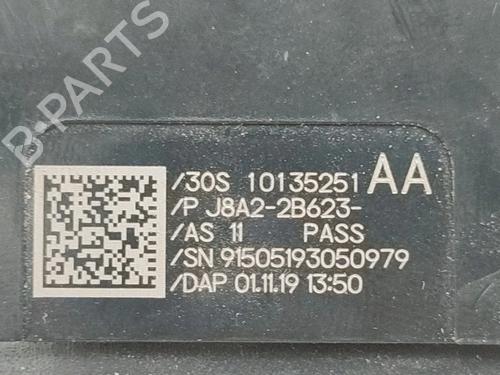 B-PARTS
/30S 10135251 AA
/P J8A2-2B623-
/AS 11 PASS
/SN 91505193050979
/DAP 01.11.19 13:50